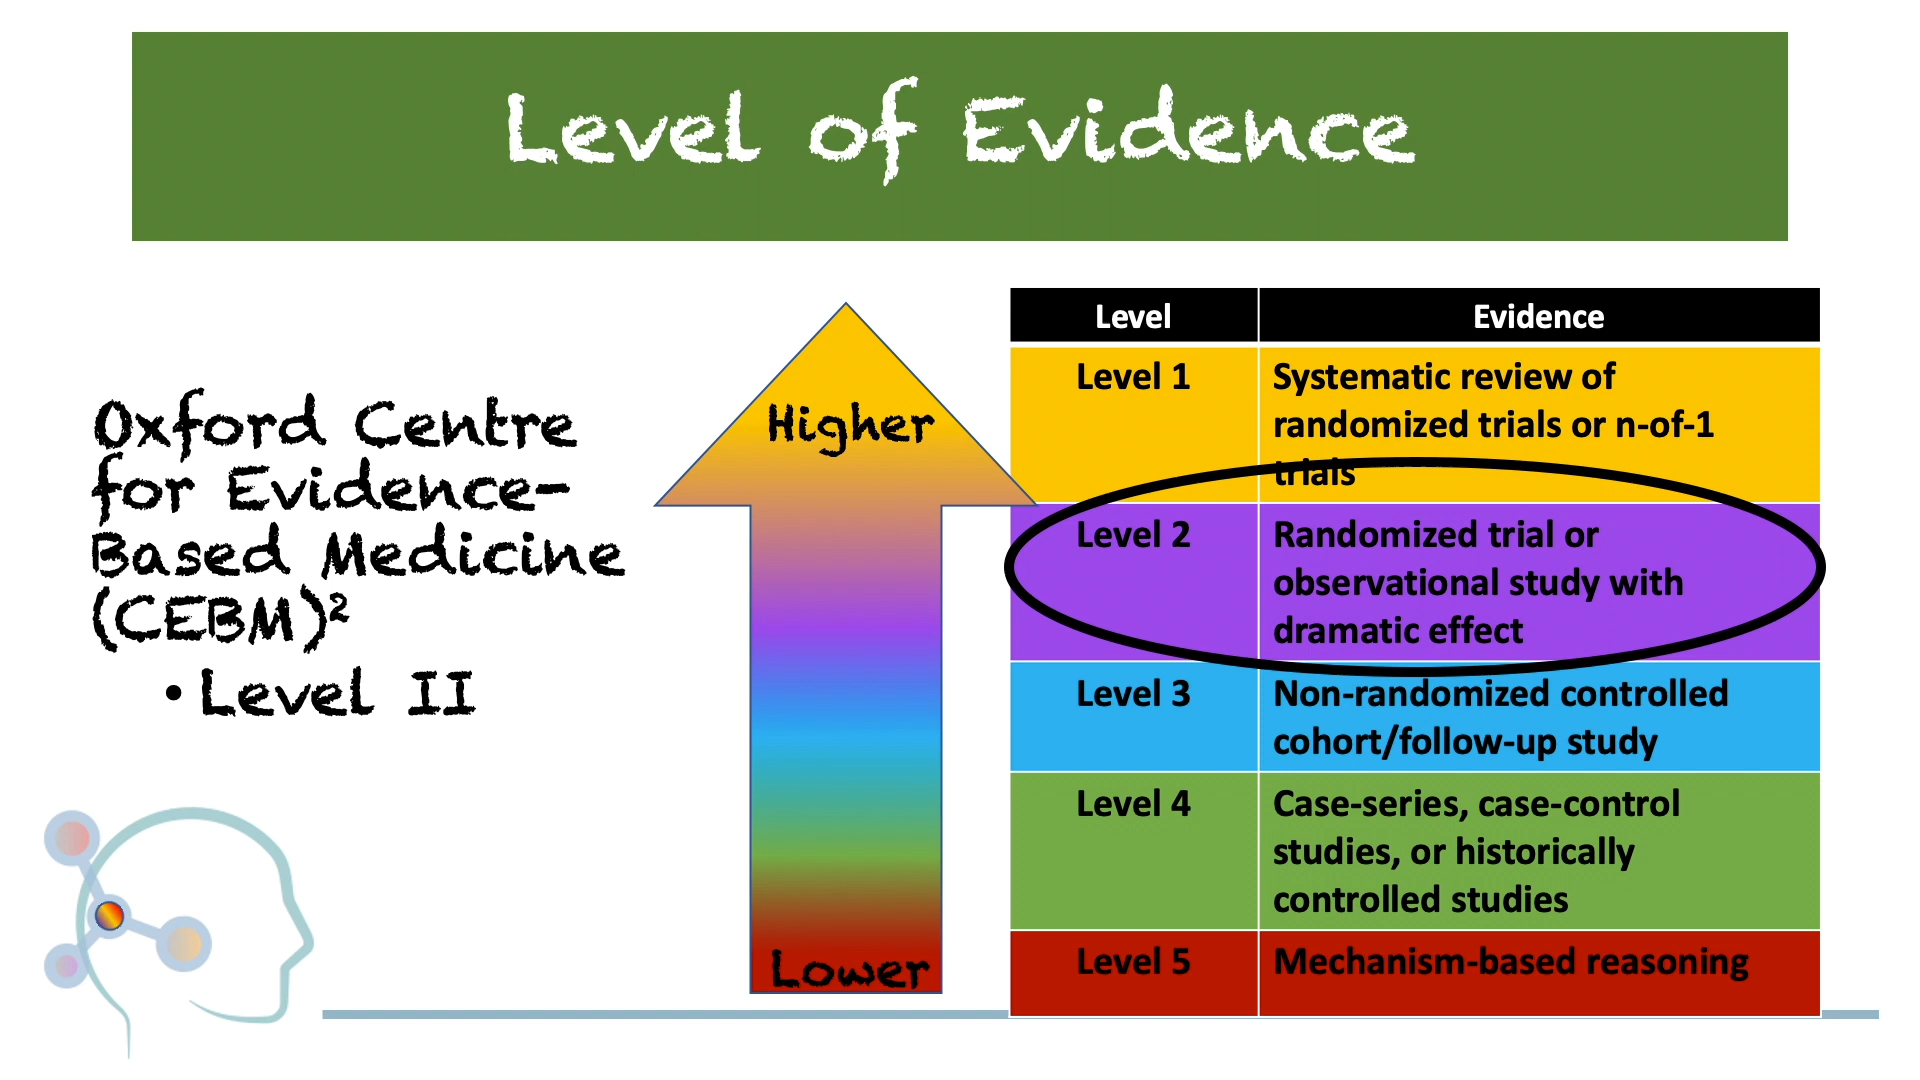 Level of Evidence
Oxford Centre
for Evidence-
Based Medicine
(CEBM)²
• Level II
Higher
Lower
Level Evidence
Level 1 Systematic review of
randomized trials or n-of-1
trials
Level 2 Randomized trial or
observational study with
dramatic effect
Level 3 Non-randomized controlled
cohort/follow-up study
Level 4 Case-series, case-control
studies, or historically
controlled studies
Level 5 Mechanism-based reasoning